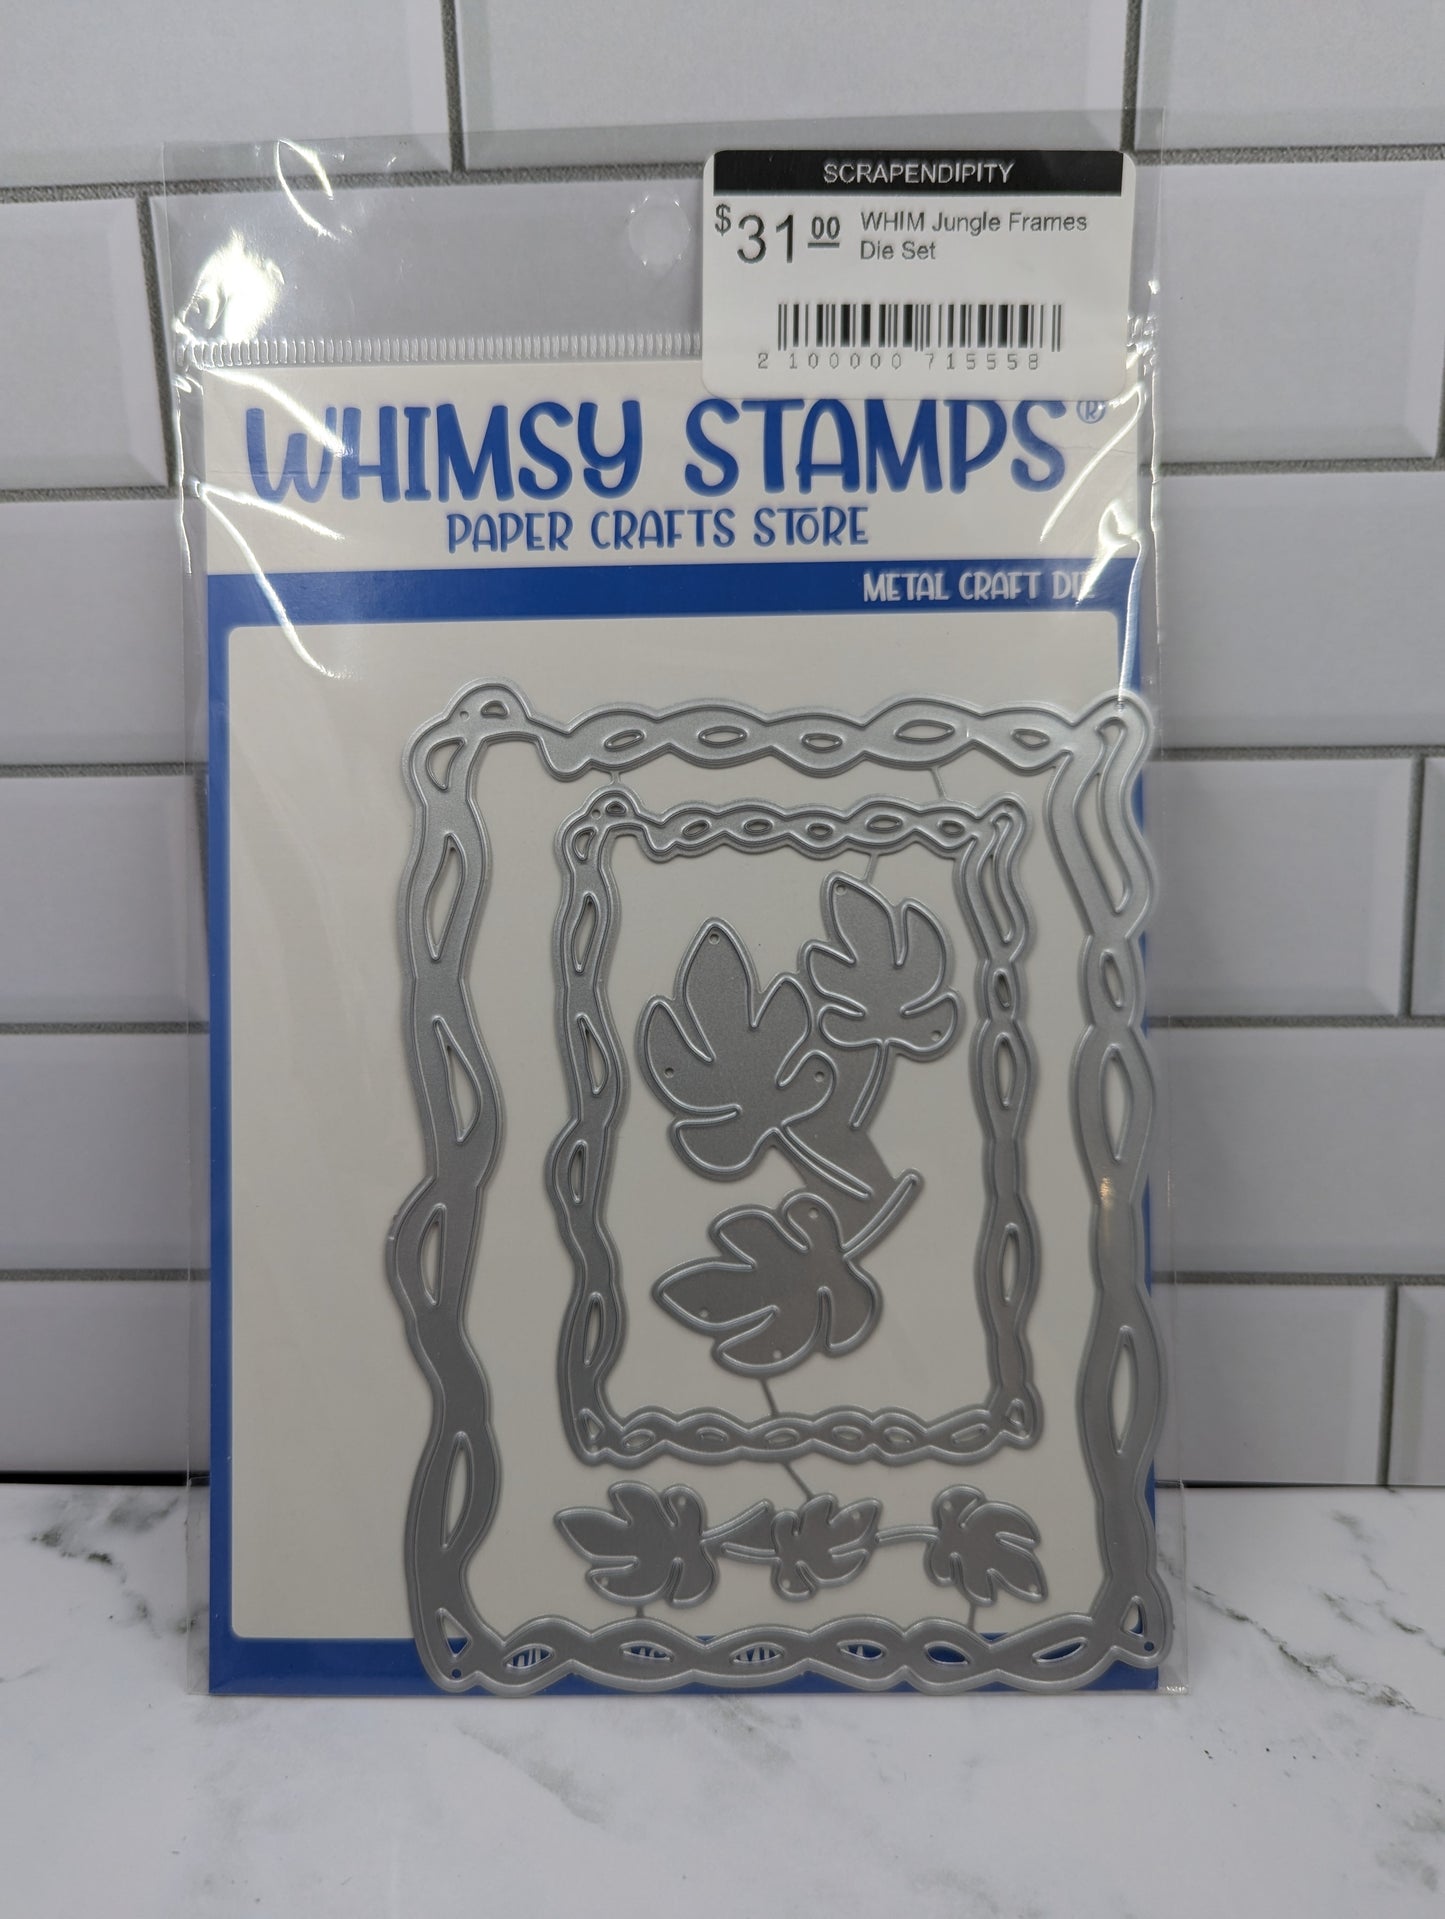 SCRAPENDIPITY
$31.00 WHIM Jungle Frames
Die Set
2 100000 715558
WHIMSY STAMPS®
PAPER CRAFTS STORE
METAL CRAFT DIE